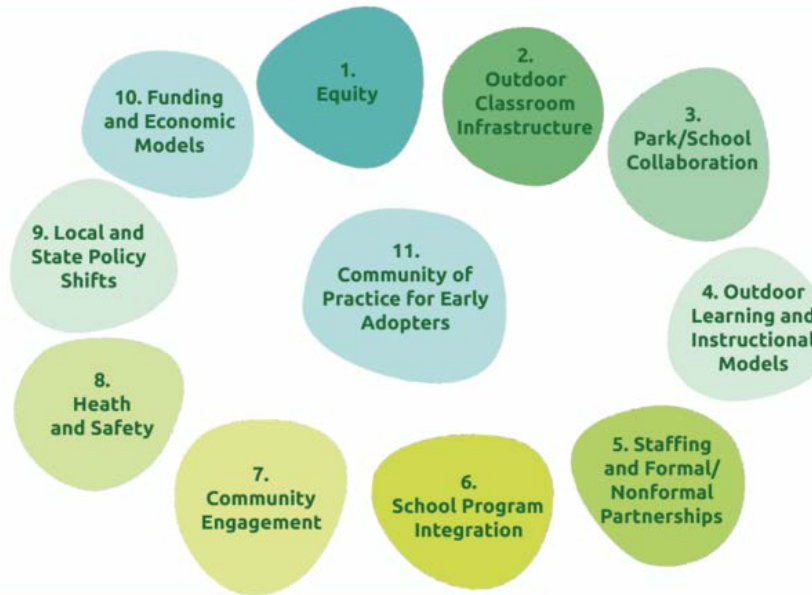 1.
Equity
2.
Outdoor
Classroom
Infrastructure
3.
Park/School
Collaboration
4. Outdoor
Learning and
Instructional
Models
5. Staffing
and Formal/
Nonformal
Partnerships
6.
School Program
Integration
7.
Community
Engagement
8.
Heath
and Safety
9. Local and
State Policy
Shifts
10. Funding
and Economic
Models
11.
Community of
Practice for Early
Adopters